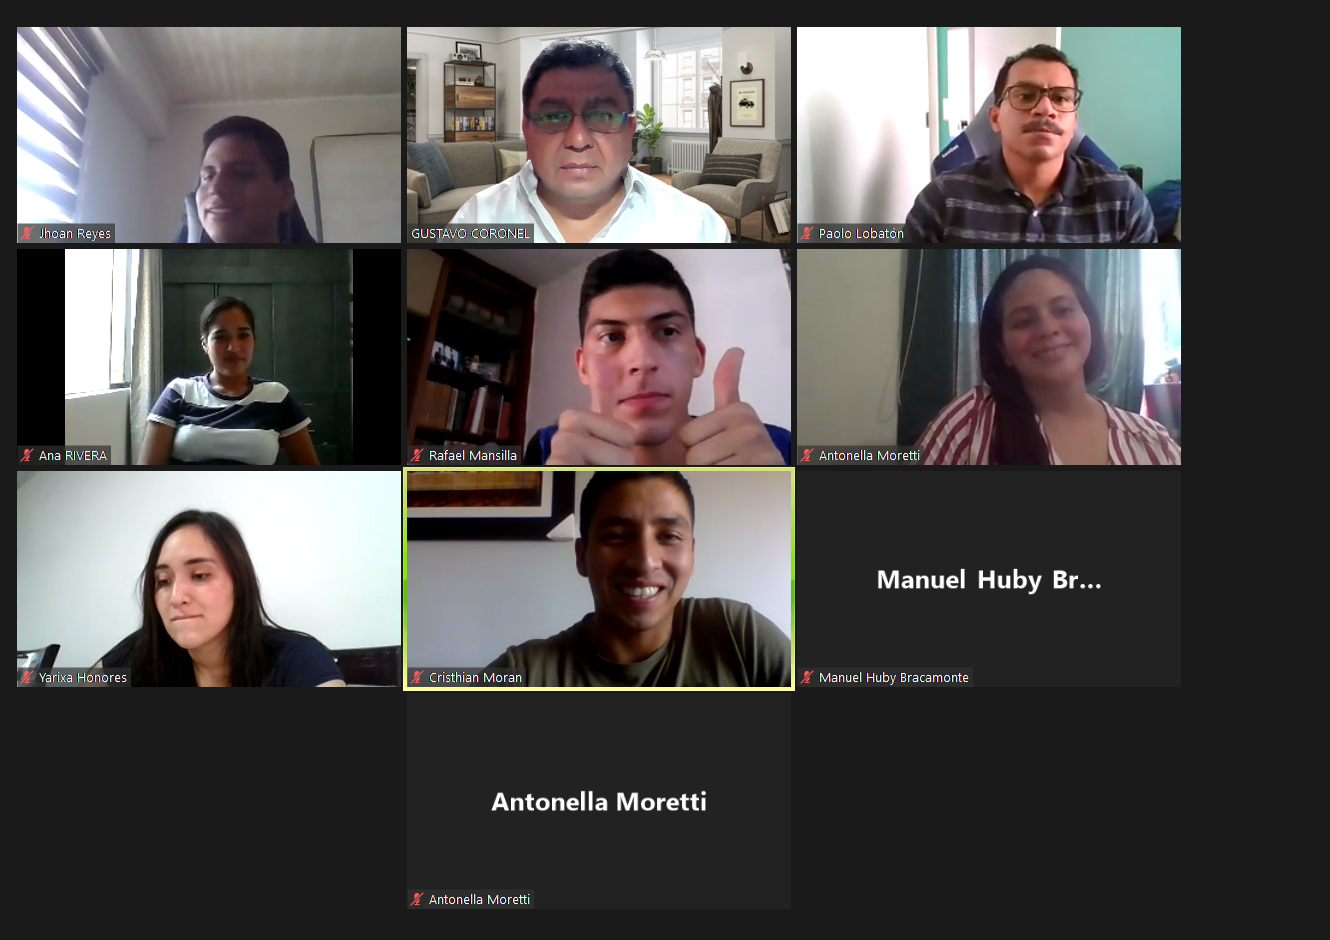 Jhoan Reyes
GUSTAVO CORONEL
Paolo Lobatón
Ana RIVERA
Rafael Mansilla
Antonella Moretti
Yarixa Honores
Cristhian Moran
Manuel Huby Br...
Manuel Huby Bracamonte
Antonella Moretti
Antonella Moretti